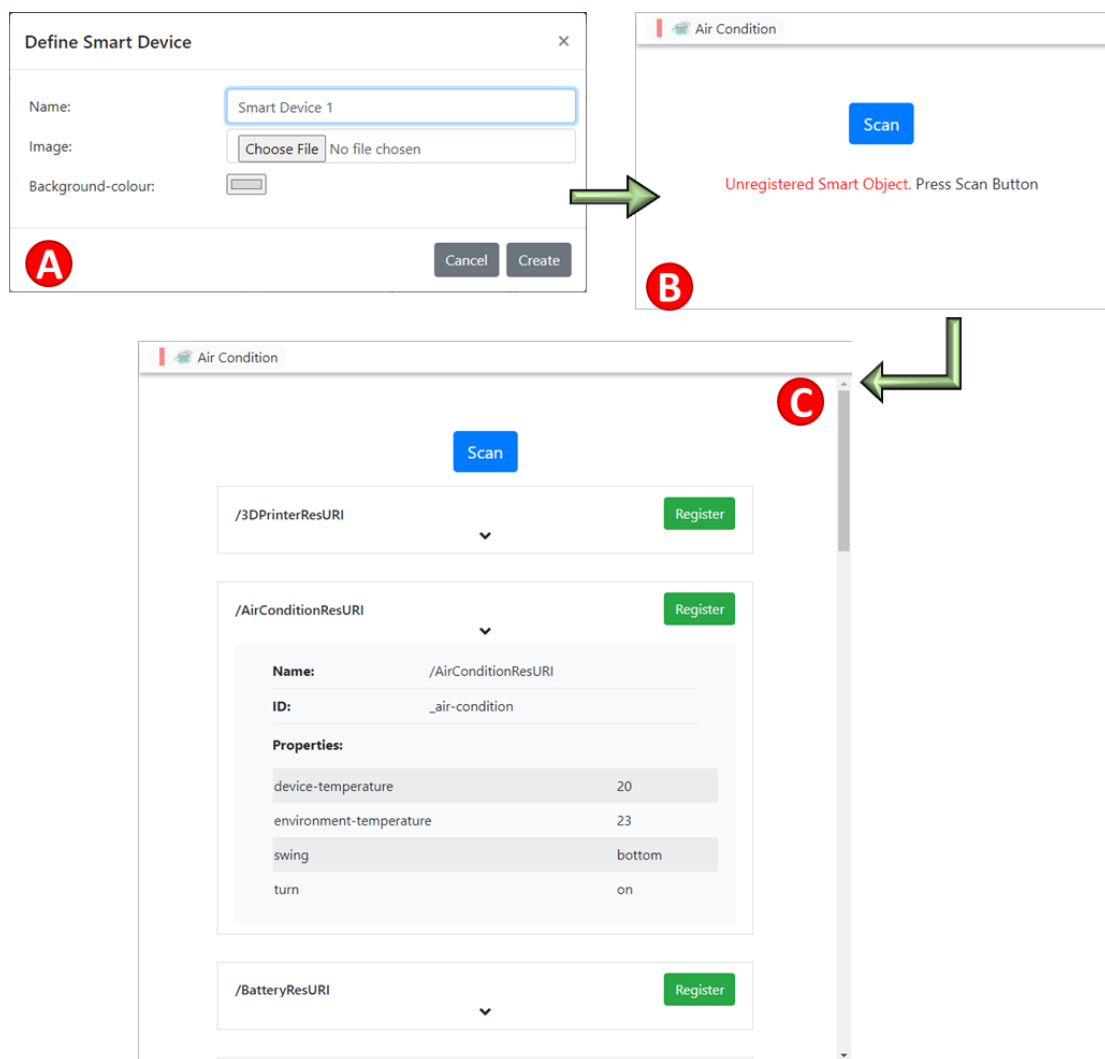 Define Smart Device ×
Name: Smart Device 1
Image: Choose File No file chosen
Background-colour:
A
Cancel Create
Air Condition
Scan
Unregistered Smart Object. Press Scan Button
B
Air Condition
C
Scan
/3DPrinterResURI Register
/AirConditionResURI Register
Name: /AirConditionResURI
ID: _air-condition
Properties:
device-temperature 20
environment-temperature 23
swing bottom
turn on
/BatteryResURI Register